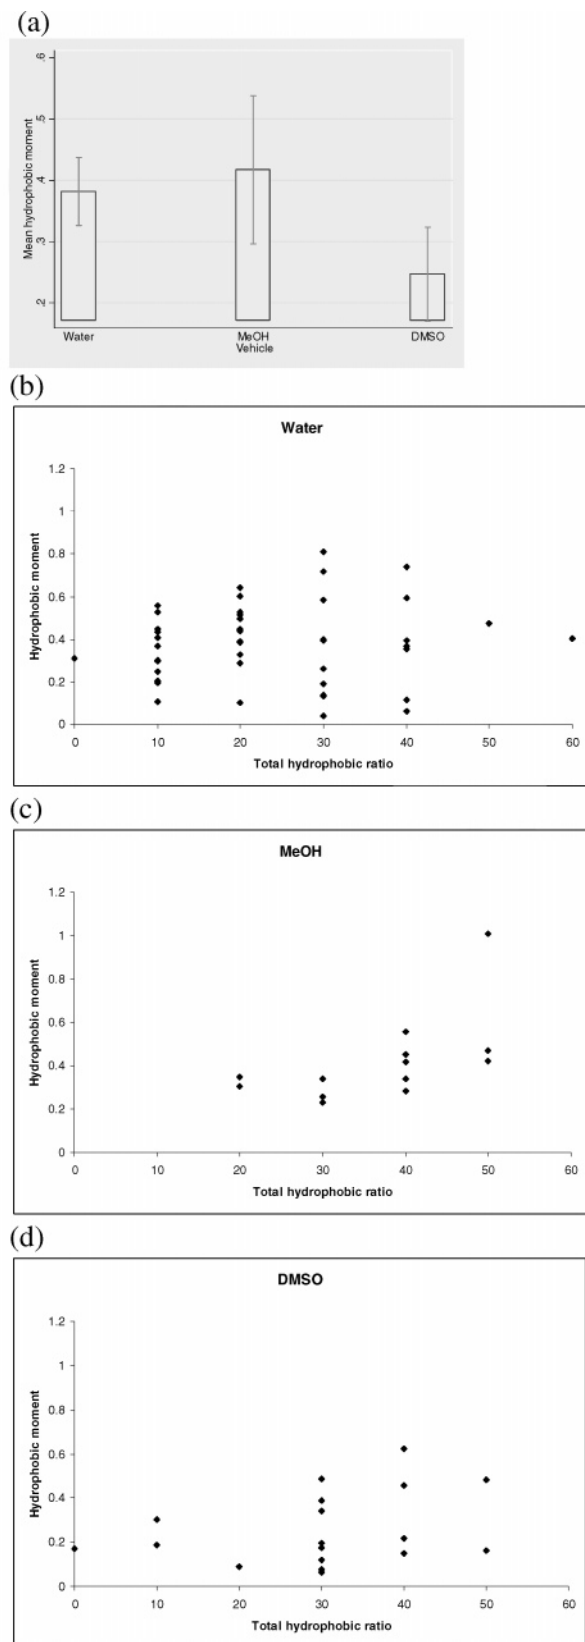 (a)
.6
.5
.4
.3
.2
Mean hydrophobic moment
Water
MeOH
DMSO
Vehicle
(b)
Water
1.2
1
0.8
0.6
0.4
0.2
0
Hydrophobic moment
0 10 20 30 40 50 60
Total hydrophobic ratio
(c)
MeOH
1.2
1
0.8
0.6
0.4
0.2
0
Hydrophobic moment
0 10 20 30 40 50 60
Total hydrophobic ratio
(d)
DMSO
1.2
1
0.8
0.6
0.4
0.2
0
Hydrophobic moment
0 10 20 30 40 50 60
Total hydrophobic ratio